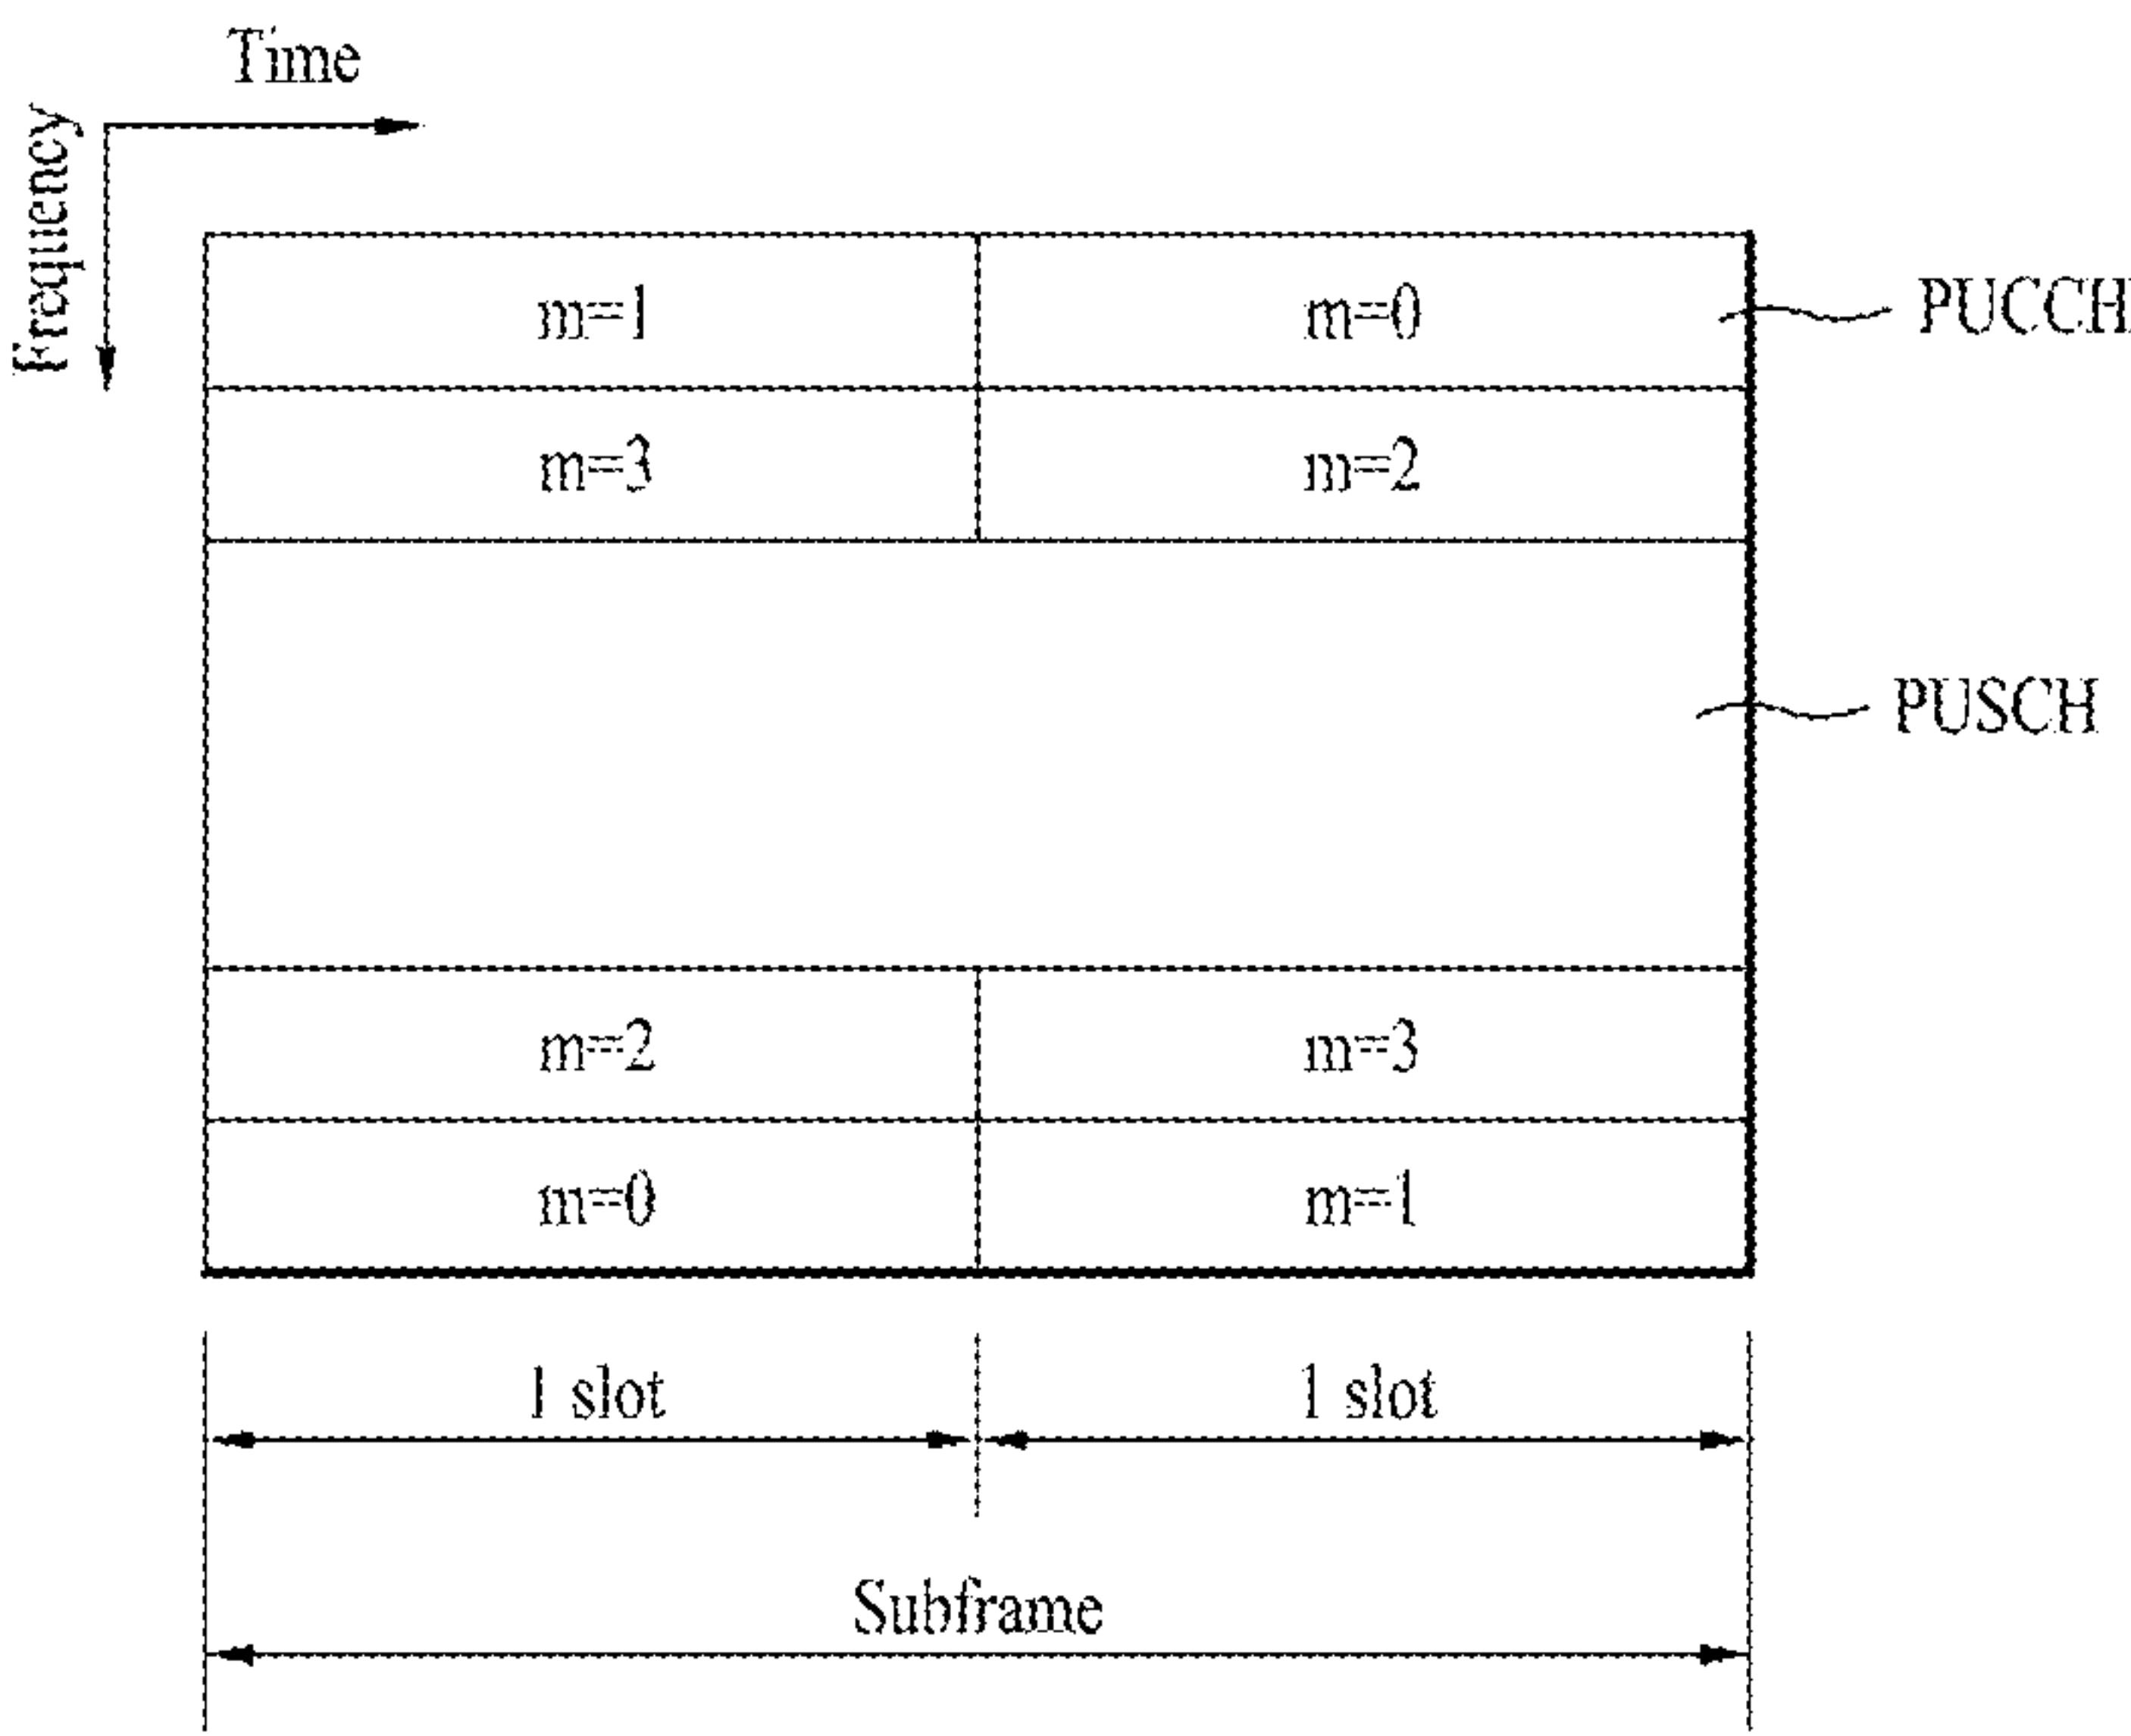 Time
Frequency
m=1
m=0
PUCCH
m=3
m=2
PUSCH
m=2
m=3
m=0
m=1
1 slot
1 slot
Subframe